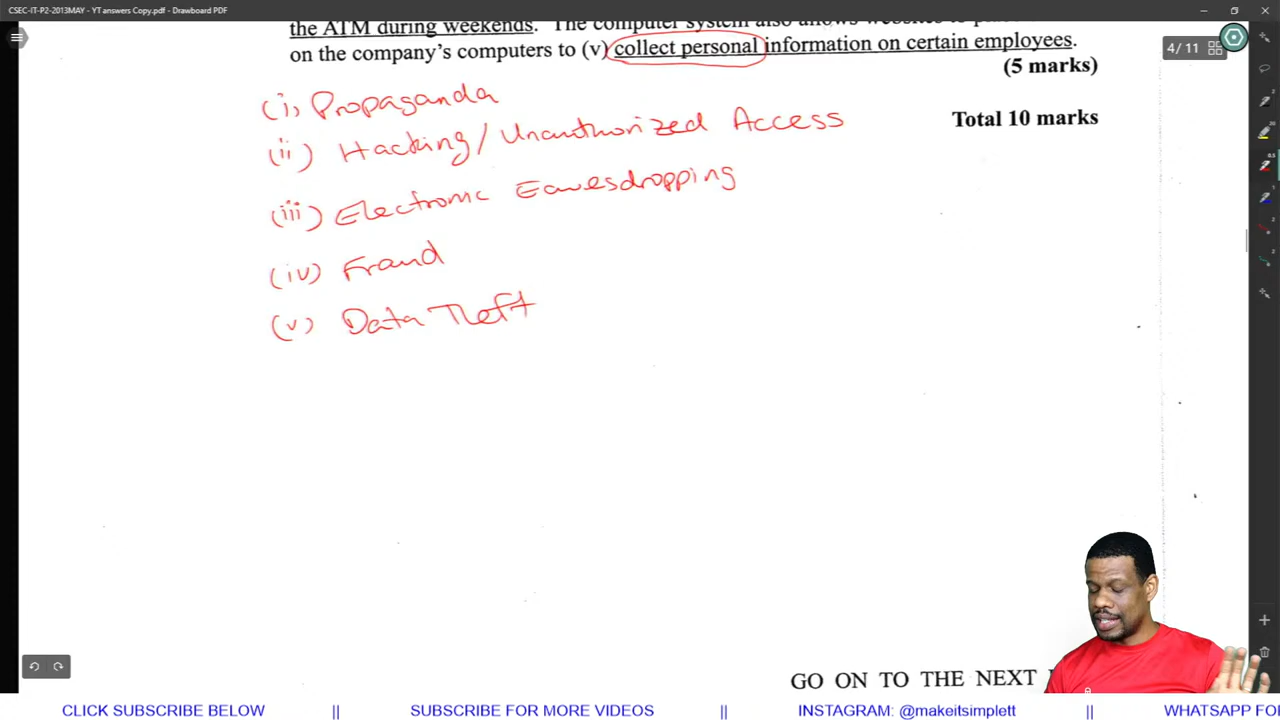 CSEC-IT-P2-2013MAY - YT answers Copy.pdf - Drawboard PDF
the ATM during weekends. The computer system also allows websites to
on the company's computers to (v) collect personal information on certain employees.
(5 marks)
4 / 11
Total 10 marks
(i) Propaganda
(ii) Hacking/Unauthorized Access
(iii) Electronic Eavesdropping
(iv) Fraud
(v) Data Theft
GO ON TO THE NEXT
CLICK SUBSCRIBE BELOW || SUBSCRIBE FOR MORE VIDEOS || INSTAGRAM: @makeitsimplett || WHATSAPP FO